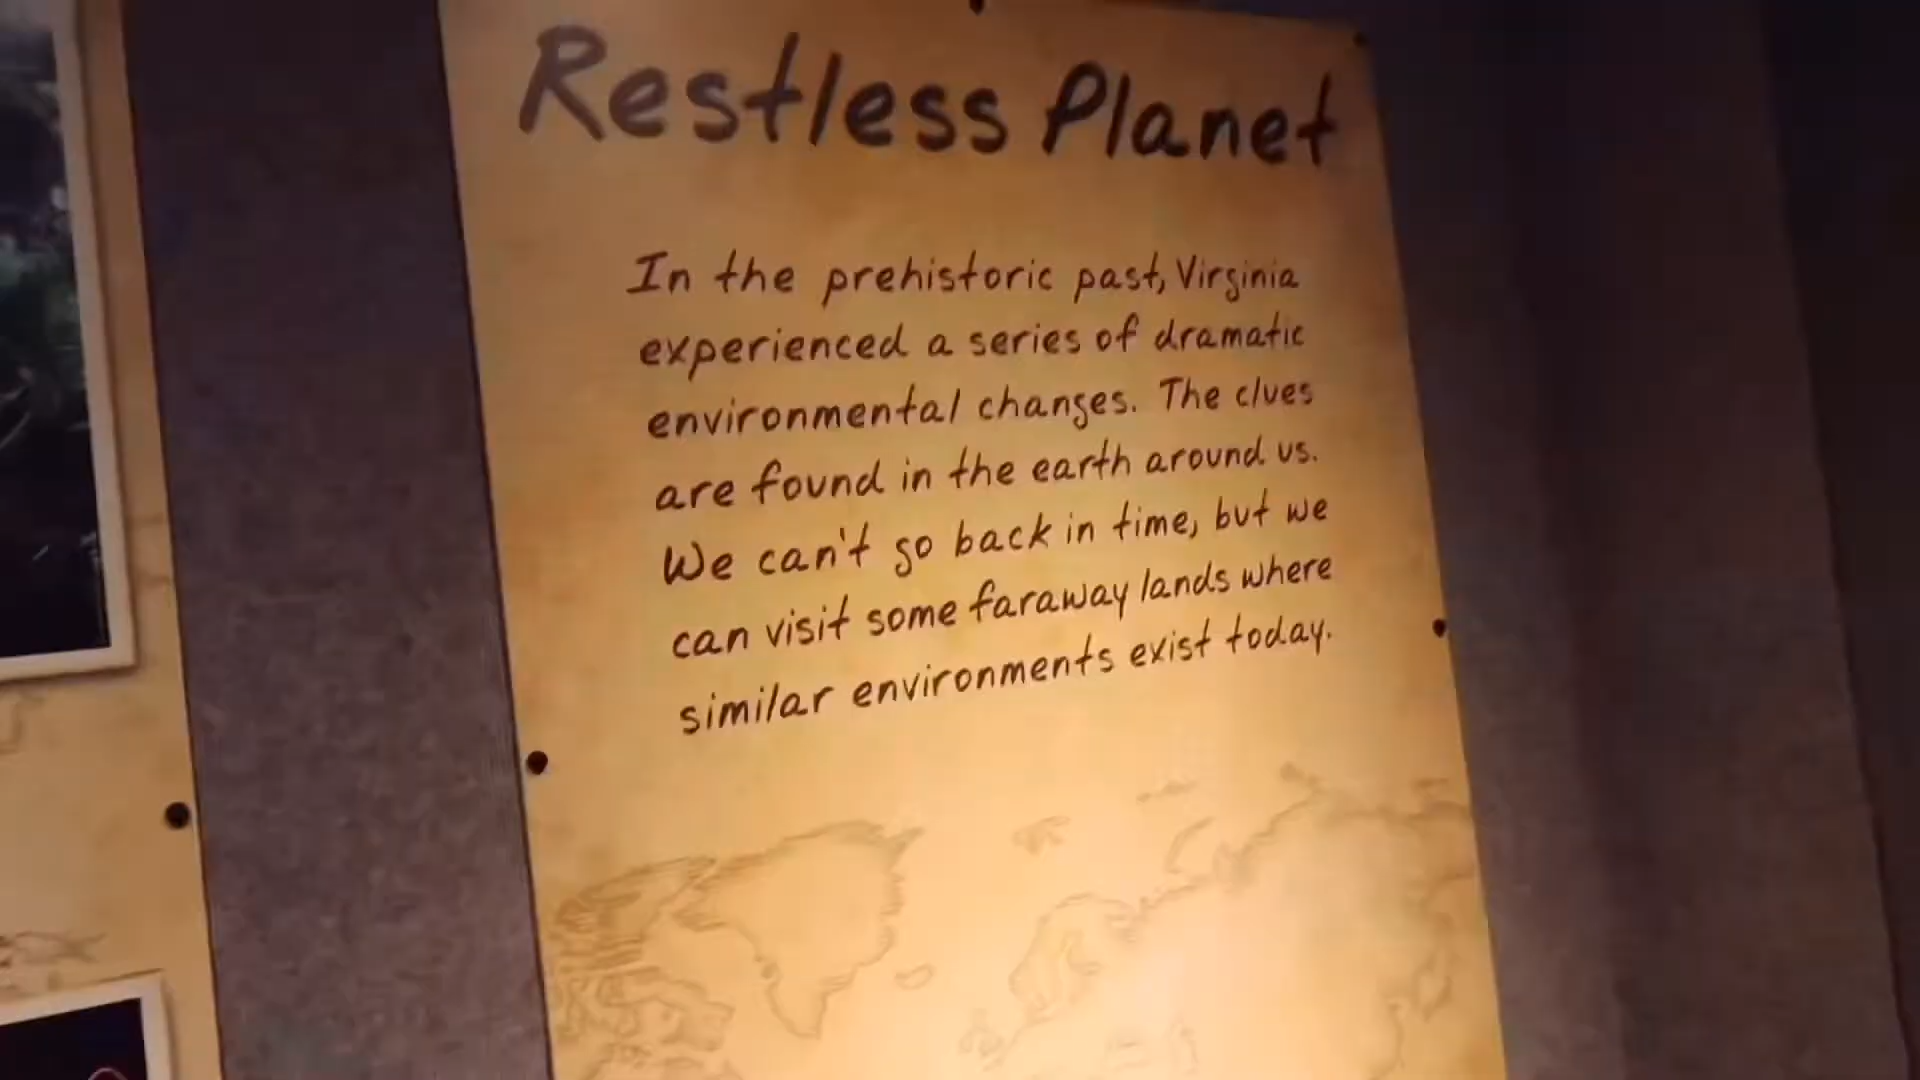 Restless Planet
In the prehistoric past, Virginia
experienced a series of dramatic
environmental changes. The clues
are found in the earth around us.
We can't go back in time, but we
can visit some faraway lands where
similar environments exist today.